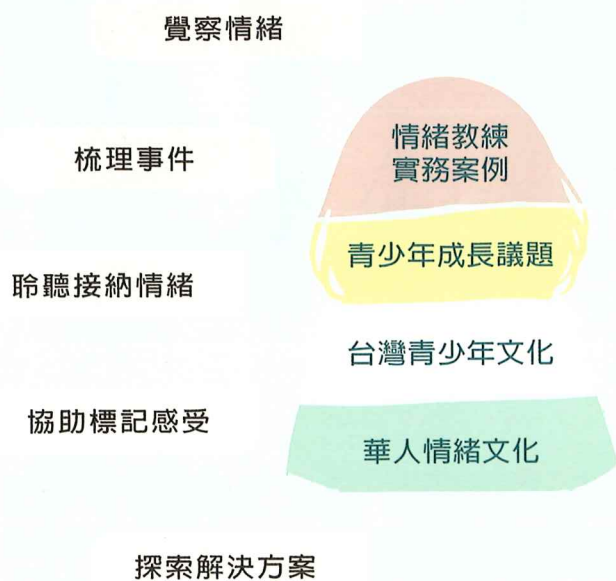 覺察情緒
梳理事件
聆聽接納情緒
協助標記感受
探索解決方案
情緒教練
實務案例
青少年成長議題
台灣青少年文化
華人情緒文化